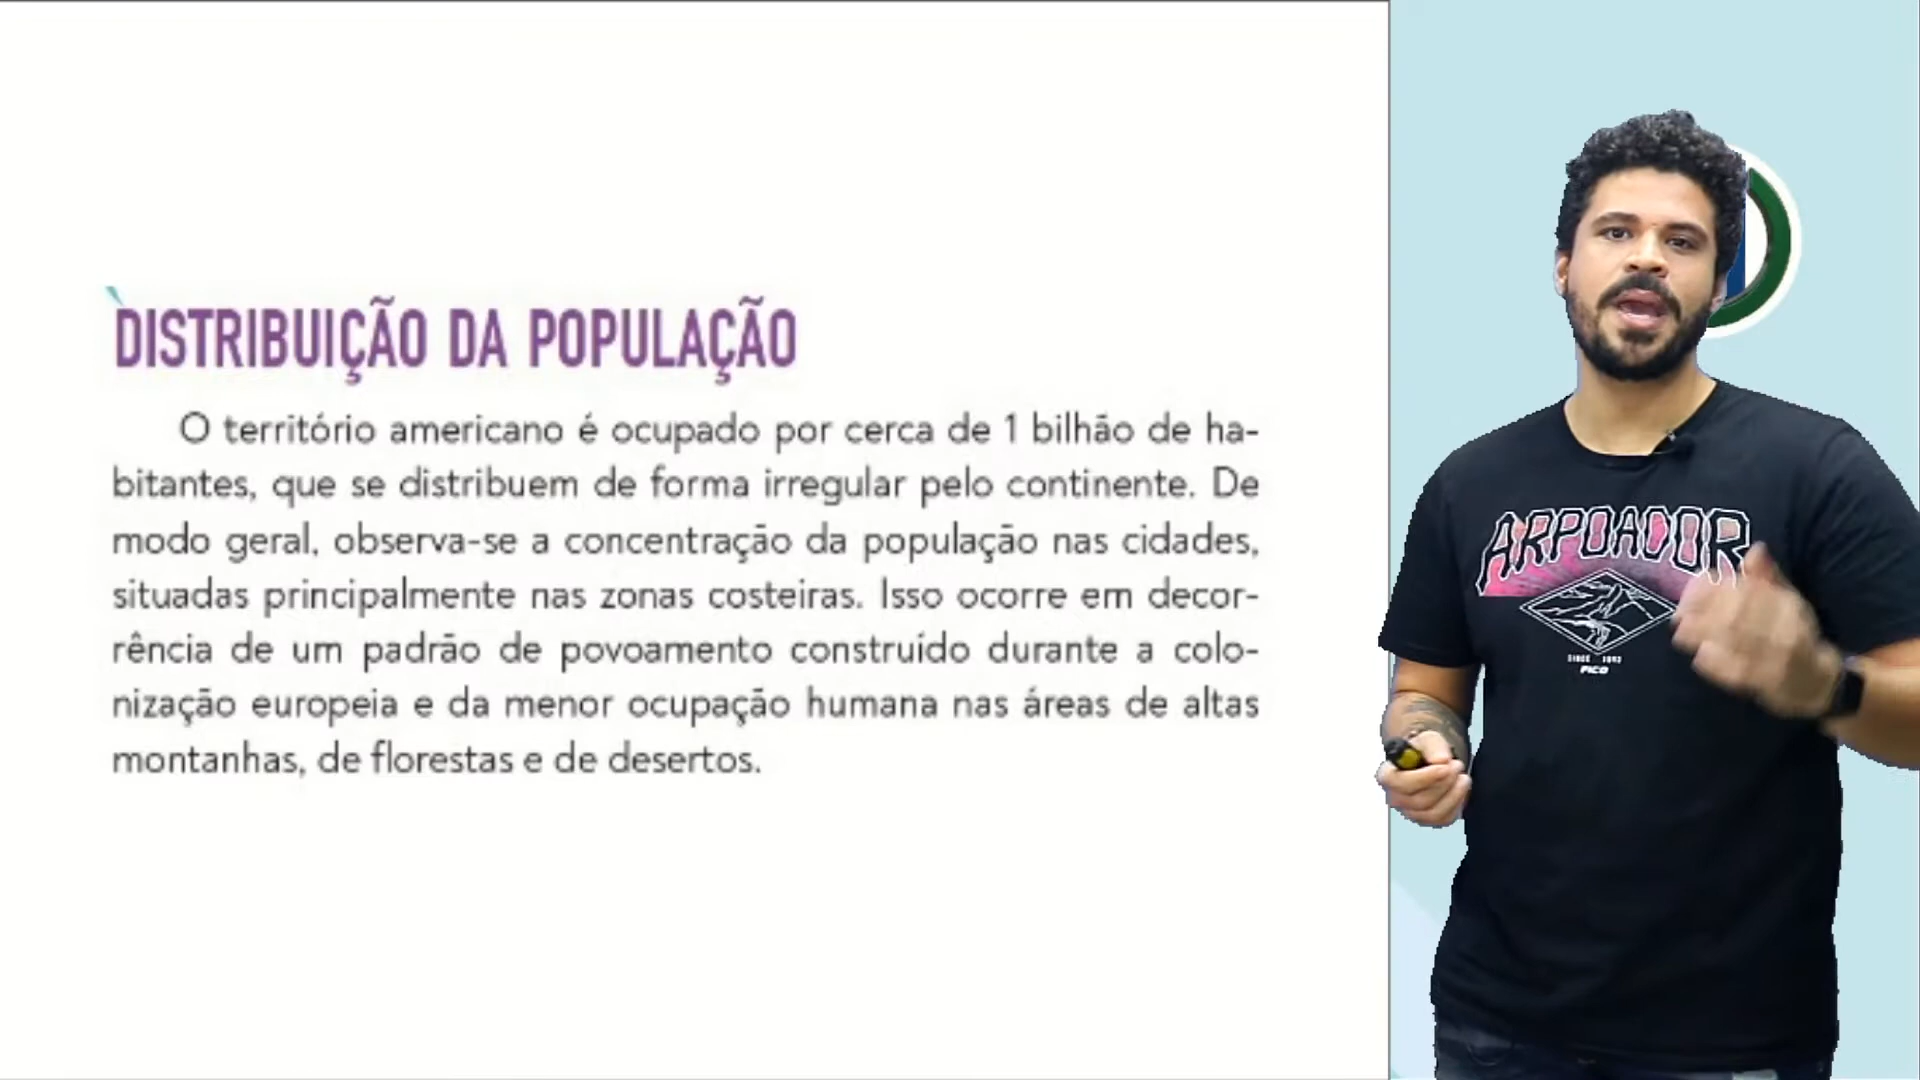 DISTRIBUIÇÃO DA POPULAÇÃO
O território americano é ocupado por cerca de 1 bilhão de ha-
bitantes, que se distribuem de forma irregular pelo continente. De
modo geral, observa-se a concentração da população nas cidades,
situadas principalmente nas zonas costeiras. Isso ocorre em decor-
rência de um padrão de povoamento construído durante a colo-
nização europeia e da menor ocupação humana nas áreas de altas
montanhas, de florestas e de desertos.
ARPOADOR
SINCE 1983
FICO